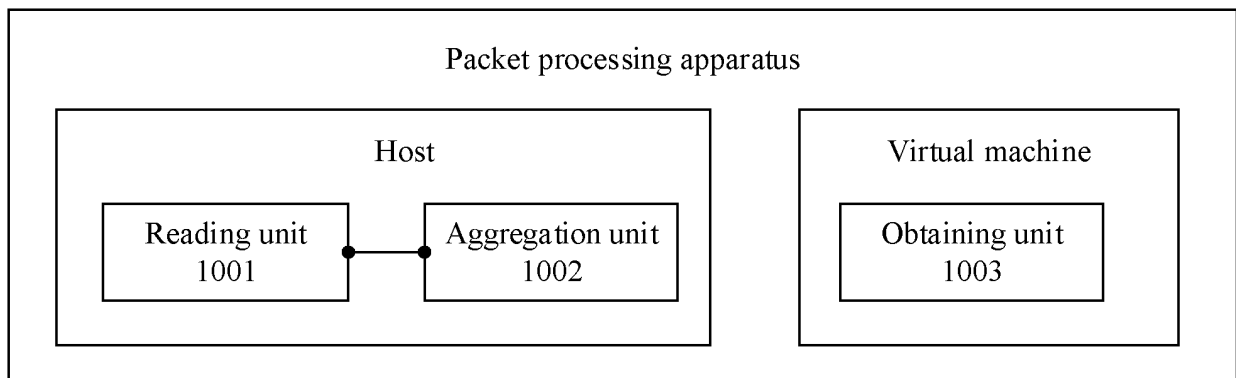 Packet processing apparatus
Host
Virtual machine
Reading unit
1001
Aggregation unit
1002
Obtaining unit
1003